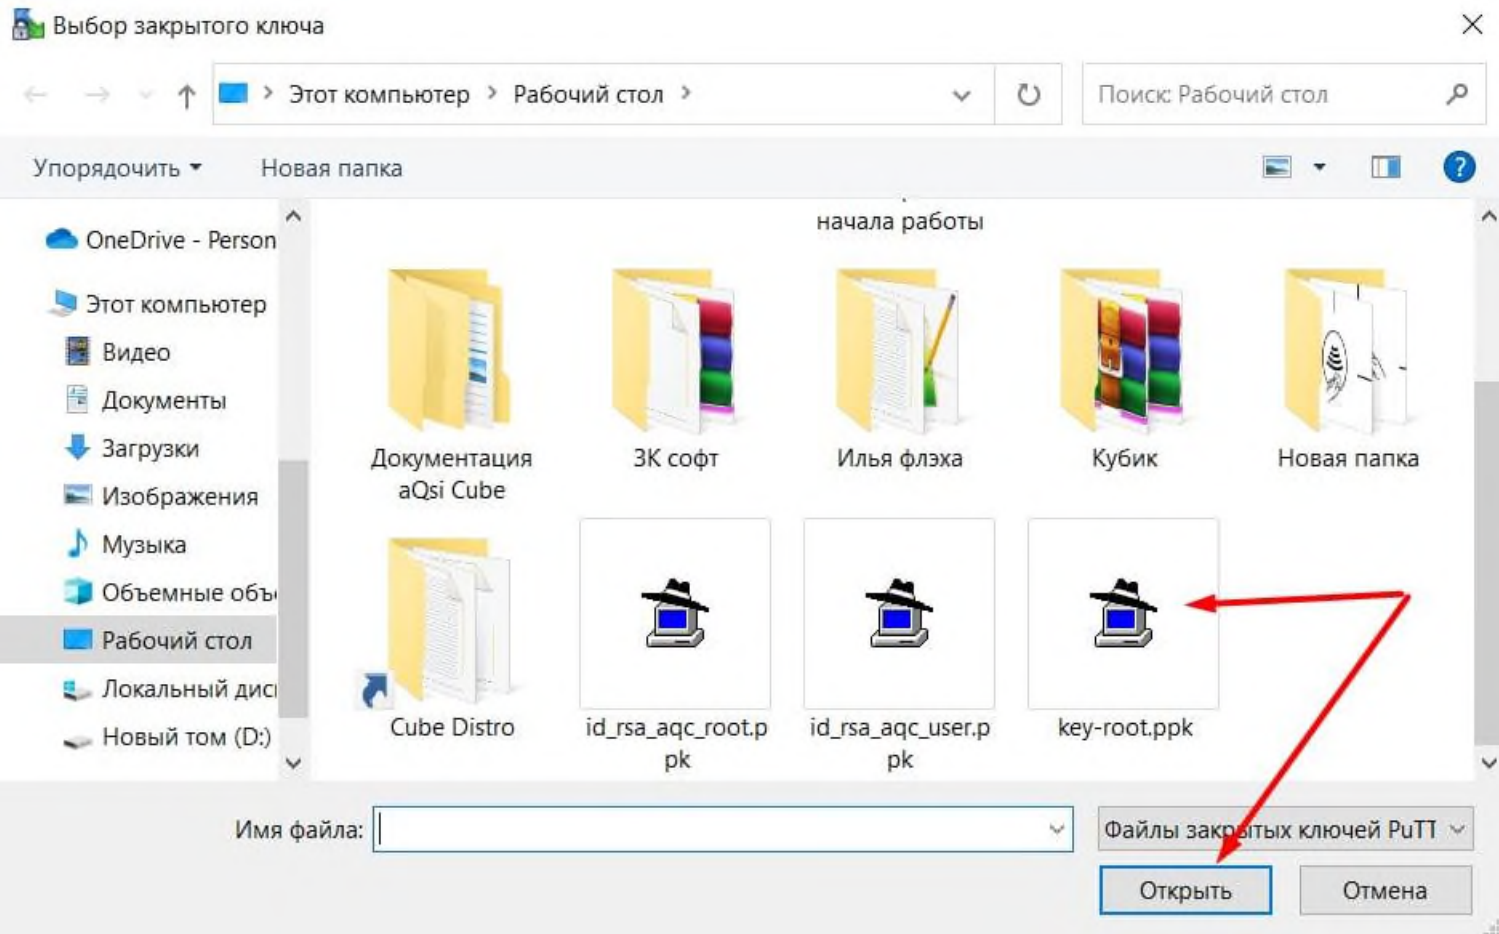 Выбор закрытого ключа
Этот компьютер
Рабочий стол
Поиск: Рабочий стол
Упорядочить
Новая папка
?
OneDrive - Person
Этот компьютер
Видео
Документы
Загрузки
Изображения
Музыка
Объемные объ
Рабочий стол
Локальный дис
Новый том (D:)
начала работы
Документация
aQsi Cube
ЗК софт
Илья флэха
Кубик
Новая папка
Cube Distro
id_rsa_aqc_root.p
pk
id_rsa_aqc_user.p
pk
key-root.ppk
Имя файла:
Файлы закрытых ключей PuTT
Открыть
Отмена